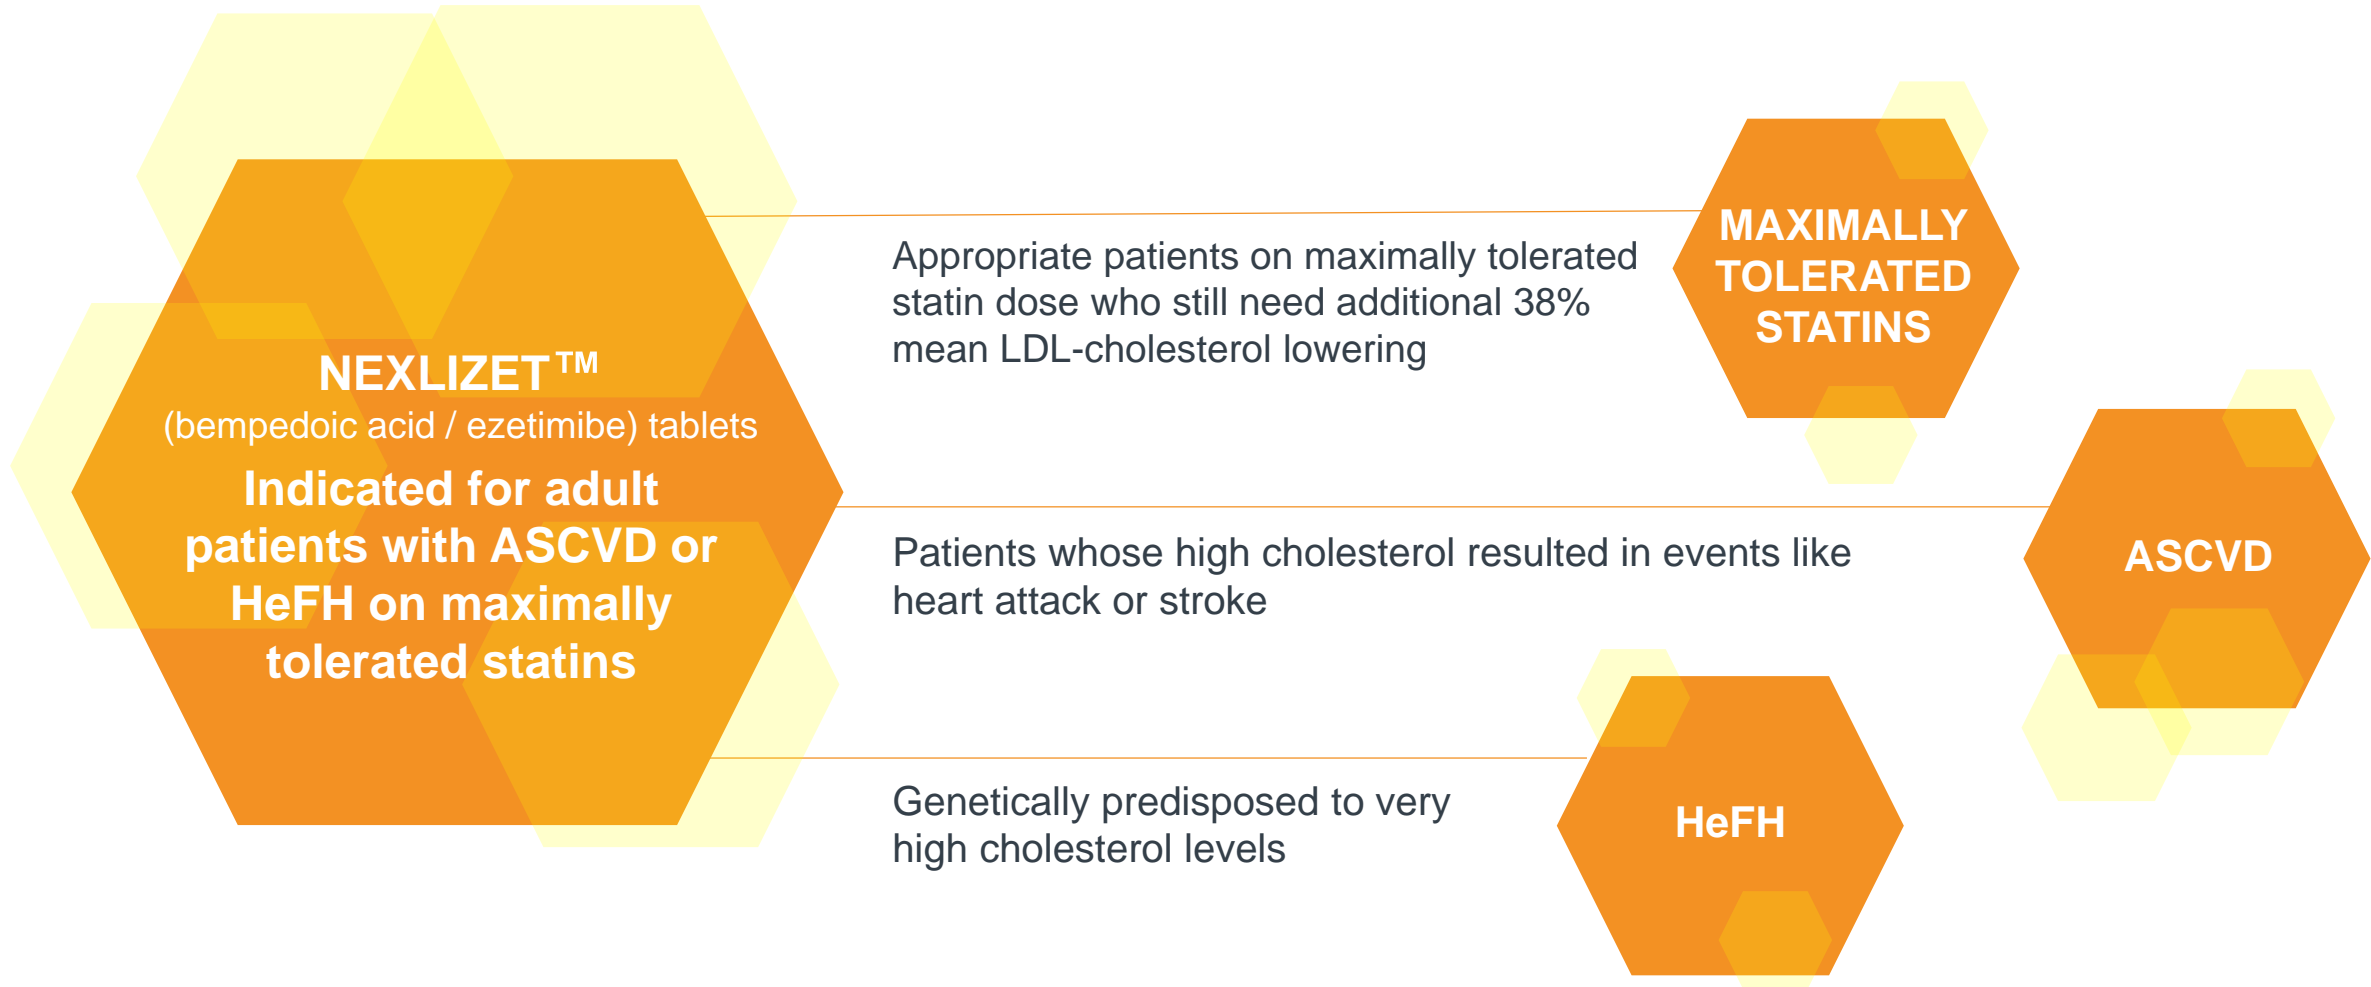 NEXLIZET™
(bempedoic acid / ezetimibe) tablets
Indicated for adult
patients with ASCVD or
HeFH on maximally
tolerated statins
Appropriate patients on maximally tolerated
statin dose who still need additional 38%
mean LDL-cholesterol lowering
MAXIMALLY
TOLERATED
STATINS
Patients whose high cholesterol resulted in events like
heart attack or stroke
ASCVD
Genetically predisposed to very
high cholesterol levels
HeFH